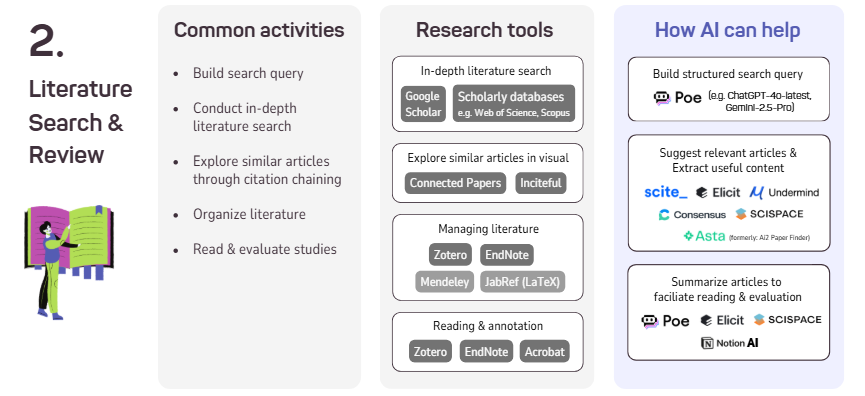 2.
Literature
Search &
Review
Common activities
• Build search query
• Conduct in-depth
literature search
• Explore similar articles
through citation chaining
• Organize literature
• Read & evaluate studies
Research tools
In-depth literature search
Google
Scholar
Scholarly databases
e.g. Web of Science, Scopus
Explore similar articles in visual
Connected Papers
Inciteful
Managing literature
Zotero
EndNote
Mendeley
JabRef (LaTeX)
Reading & annotation
Zotero
EndNote
Acrobat
How AI can help
Build structured search query
Poe
(e.g. ChatGPT-4o-latest,
Gemini-2.5-Pro)
Suggest relevant articles &
Extract useful content
scite_
Elicit
Undermind
Consensus
SCISPACE
Asta (formerly: Ai2 Paper Finder)
Summarize articles to
faciliate reading & evaluation
Poe
Elicit
SCISPACE
Notion AI